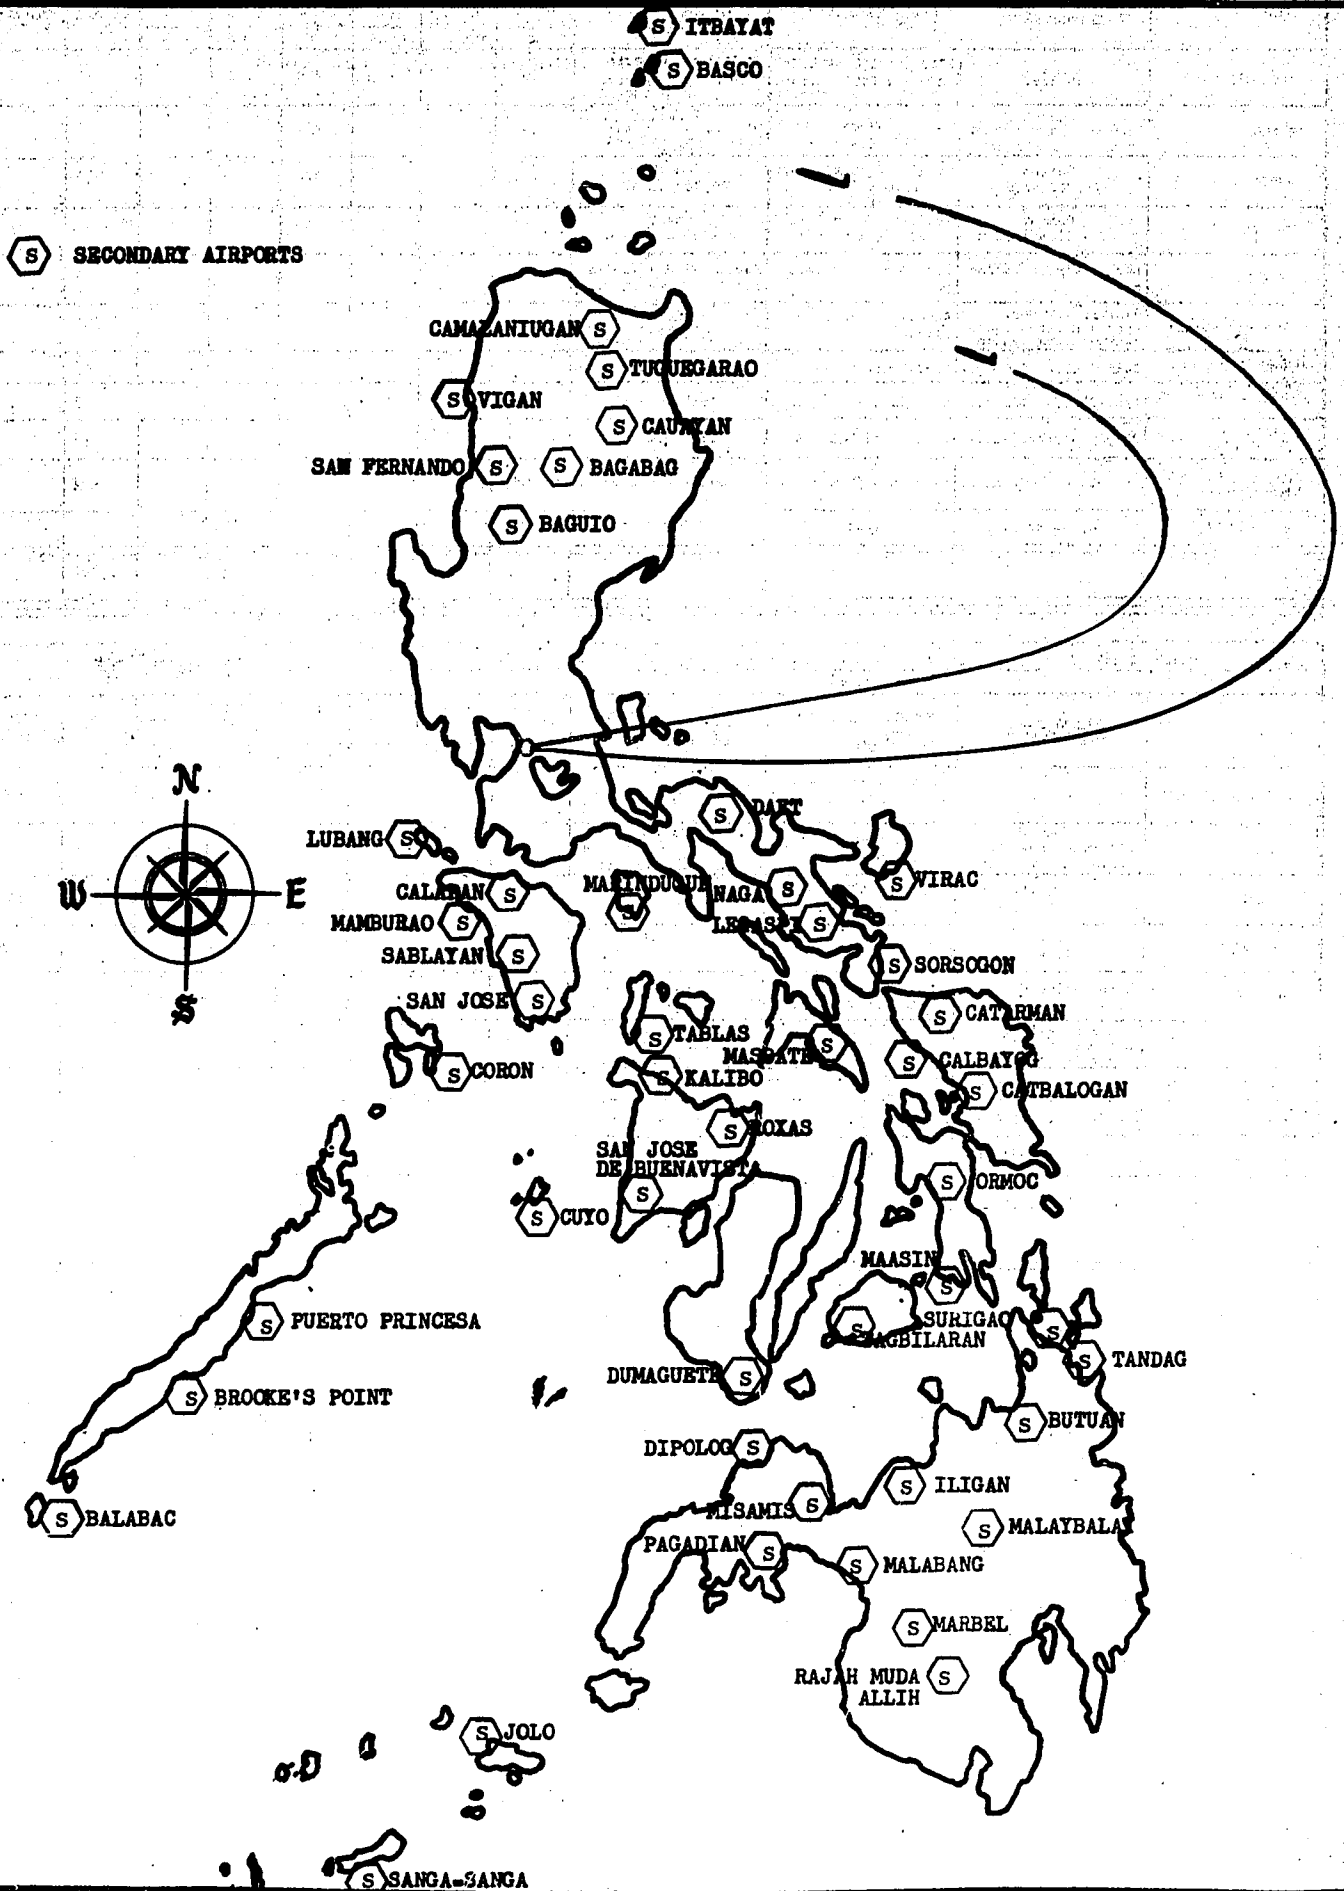 S ITBAYAT
S BASCO
S SECONDARY AIRPORTS
CAMALANIUGAN S
S TUGUEGARAO
S VIGAN
S CAUAYAN
SAN FERNANDO S
S BAGABAG
S BAGUIO
N
W E
S
S DAET
LUBANG S
CALAPAN S
MARINDUQUE
S
NAGA S
S VIRAC
MAMBURAO S
LEGASPI S
SABLAYAN S
S SORSOGON
SAN JOSE S
S CATARMAN
S TABLAS
MASBATE S
S CALBAYOG
S CORON
S KALIBO
S CATBALOGAN
S ROXAS
SAN JOSE
DE BUENAVISTA
S
S ORMOC
S CUYO
MAASIN
S
S PUERTO PRINCESA
SURIGAO S
S TAGBILARAN
S TANDAG
DUMAGUETE S
S BROOKE'S POINT
S BUTUAN
DIPOLOG S
S ILIGAN
MISAMIS S
S BALABAC
S MALAYBALAY
PAGADIAN S
S MALABANG
S MARBEL
RAJAH MUDA S
ALLIH
S JOLO
S SANGA-SANGA